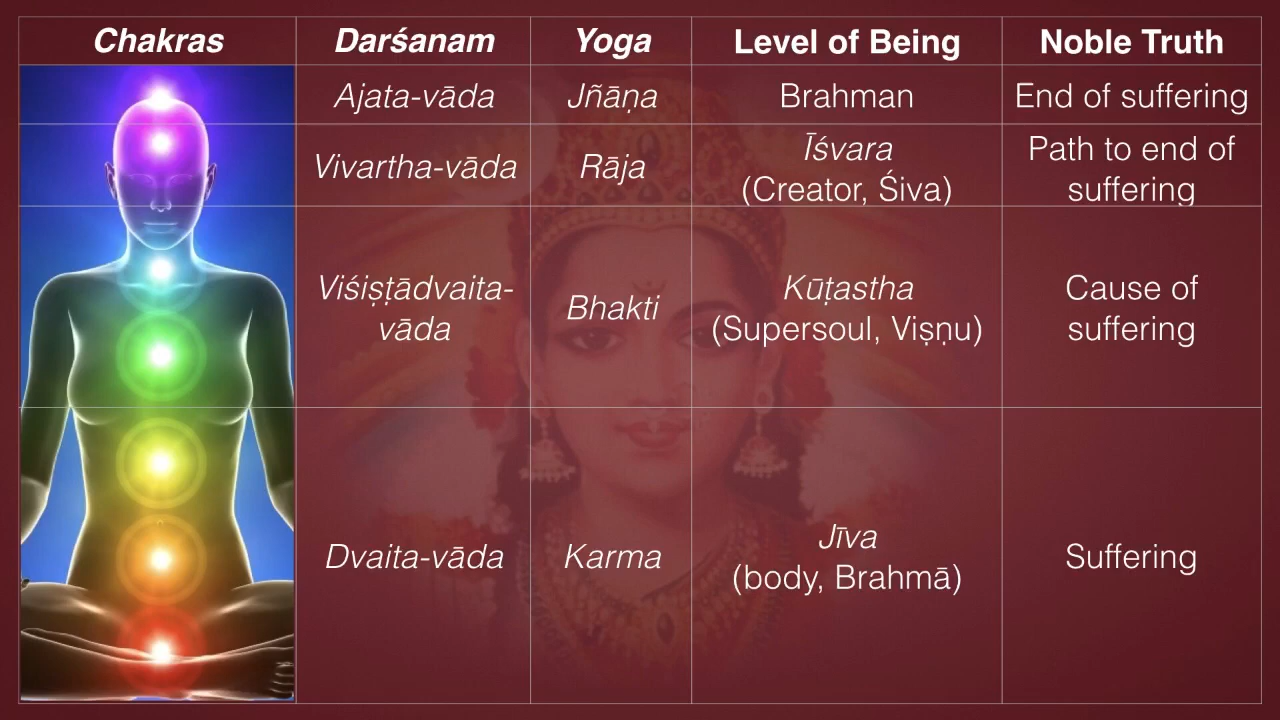 Chakras Darśanam Yoga Level of Being Noble Truth
Ajata-vāda Jñāṇa Brahman End of suffering
Vivartha-vāda Rāja Īśvara
(Creator, Śiva) Path to end of
suffering
Viśiṣṭādvaita-
vāda Bhakti Kūṭastha
(Supersoul, Viṣṇu) Cause of
suffering
Dvaita-vāda Karma Jīva
(body, Brahmā) Suffering